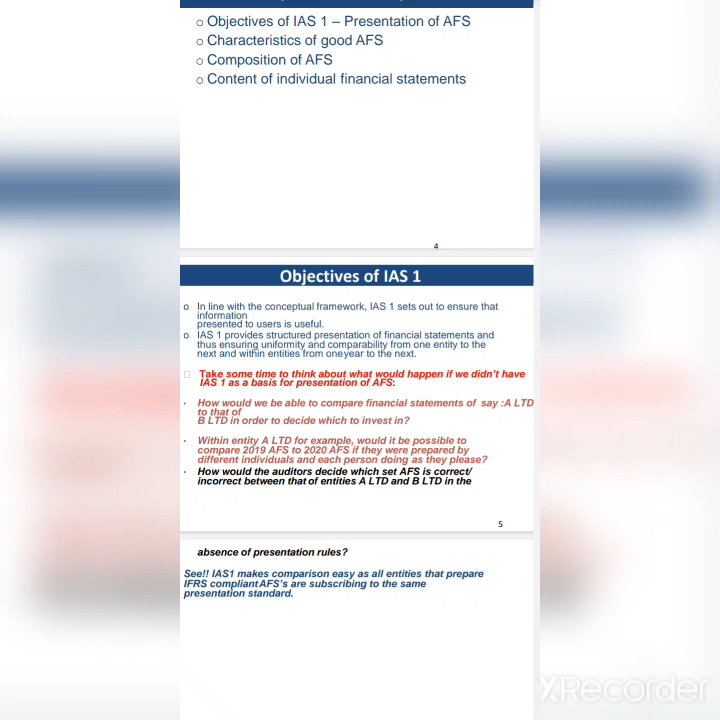 o Objectives of IAS 1 – Presentation of AFS
o Characteristics of good AFS
o Composition of AFS
o Content of individual financial statements
4
Objectives of IAS 1
o In line with the conceptual framework, IAS 1 sets out to ensure that
information
presented to users is useful.
o IAS 1 provides structured presentation of financial statements and
thus ensuring uniformity and comparability from one entity to the
next and within entities from one year to the next.
Take some time to think about what would happen if we didn't have
IAS 1 as a basis for presentation of AFS:
· How would we be able to compare financial statements of say :A LTD
to that of
B LTD in order to decide which to invest in?
· Within entity A LTD for example, would it be possible to
compare 2019 AFS to 2020 AFS if they were prepared by
different individuals and each person doing as they please?
· How would the auditors decide which set AFS is correct/
incorrect between that of entities A LTD and B LTD in the
5
absence of presentation rules?
See!! IAS1 makes comparison easy as all entities that prepare
IFRS compliant AFS's are subscribing to the same
presentation standard.
XRecorder